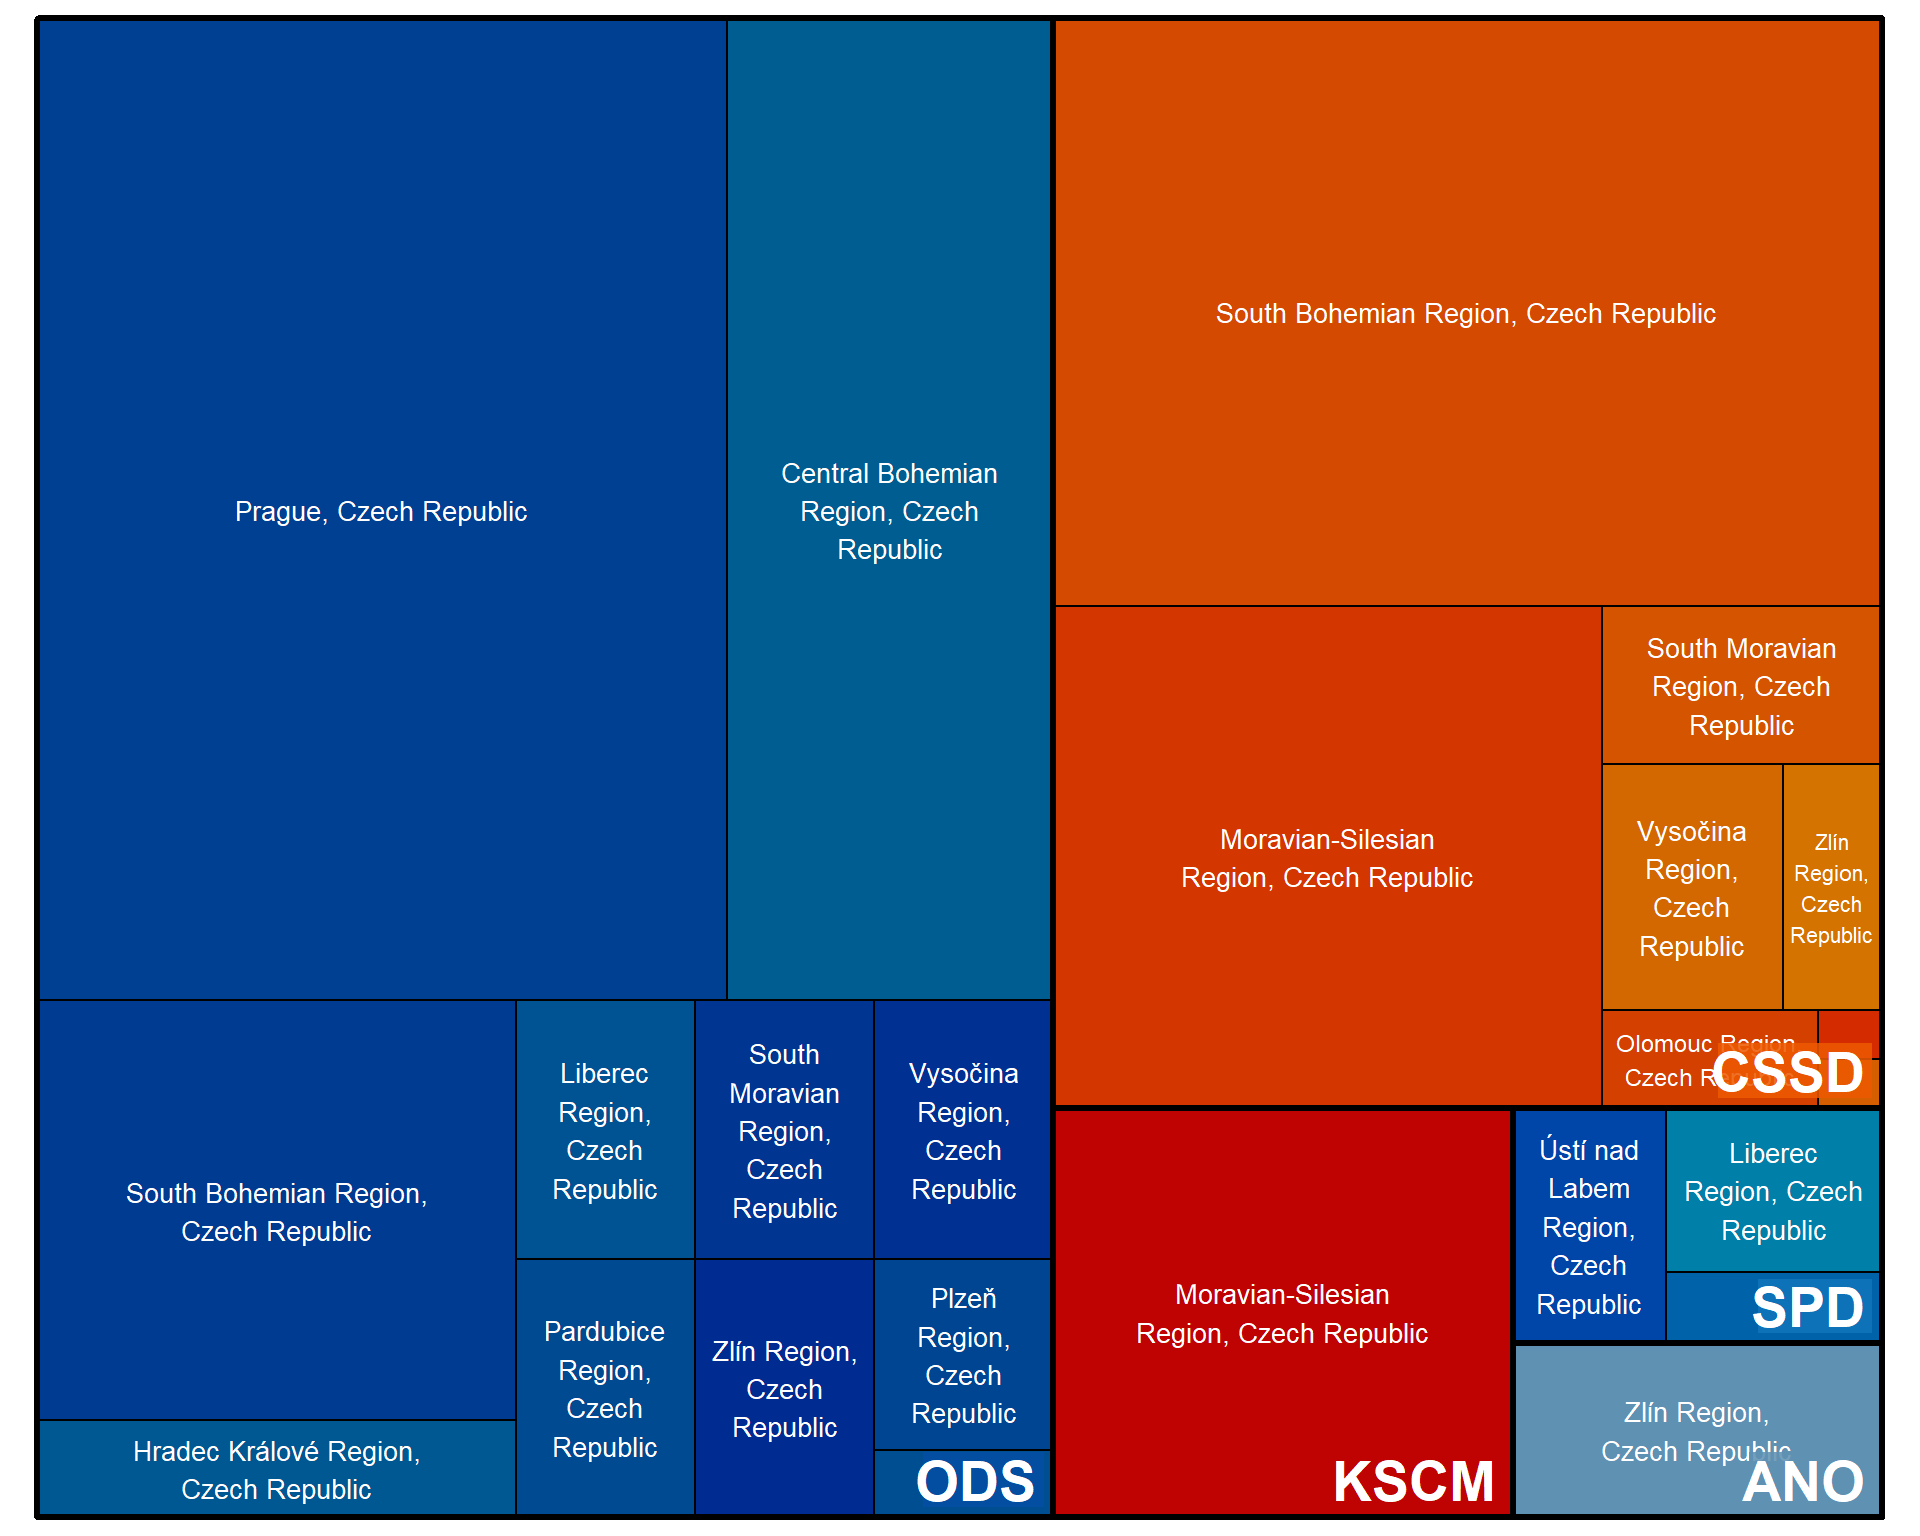 Prague, Czech Republic
Central Bohemian
Region, Czech
Republic
South Bohemian Region,
Czech Republic
Hradec Králové Region,
Czech Republic
Liberec
Region,
Czech
Republic
South
Moravian
Region,
Czech
Republic
Vysočina
Region,
Czech
Republic
Pardubice
Region,
Czech
Republic
Zlín Region,
Czech
Republic
Plzeň
Region,
Czech
Republic
ODS
South Bohemian Region, Czech Republic
Moravian-Silesian
Region, Czech Republic
South Moravian
Region, Czech
Republic
Vysočina
Region,
Czech
Republic
Zlín
Region,
Czech
Republic
Olomouc Region,
Czech Republic
CSSD
Moravian-Silesian
Region, Czech Republic
KSCM
Ústí nad
Labem
Region,
Czech
Republic
Liberec
Region, Czech
Republic
SPD
Zlín Region,
Czech Republic
ANO